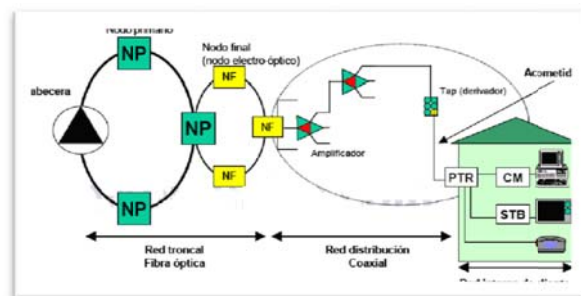 Nodo primario
NP
Nodo final
(nodo electro-óptico)
NF
abecera
NP
NF
NF
NP
Amplificador
Tap (derivador)
Acometid
PTR
CM
STB
Red troncal
Fibra óptica
Red distribución
Coaxial